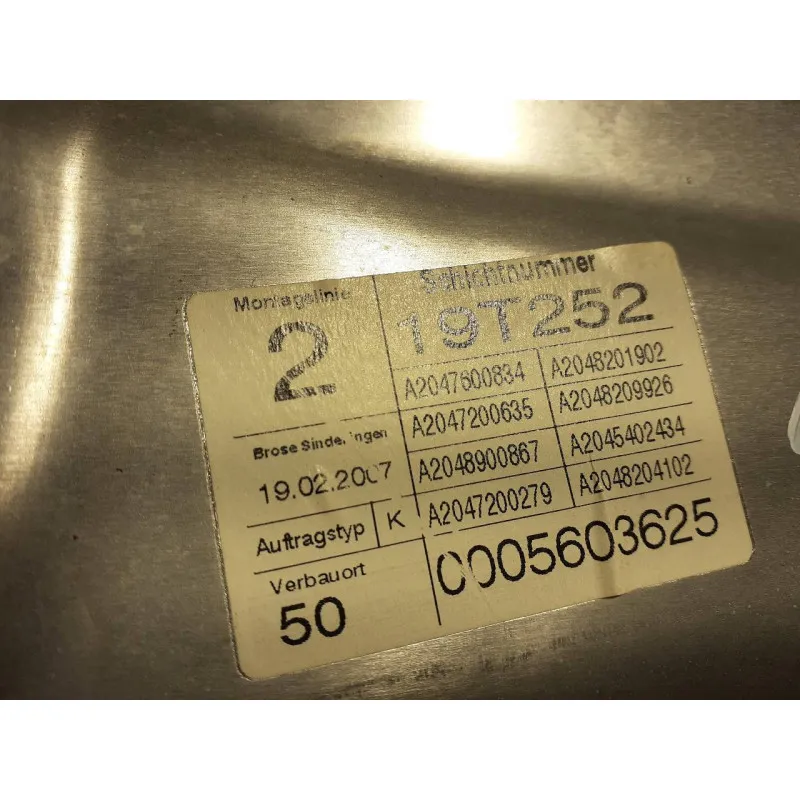 Montagelinie
2
Schichtnummer
19T252
A2047600834 A2048201902
A2047200635 A2048209926
A2048900867 A2045402434
A2047200279 A2048204102
Brose Sindelfingen
19.02.2007
Auftragstyp K
Verbauort
50
0005603625